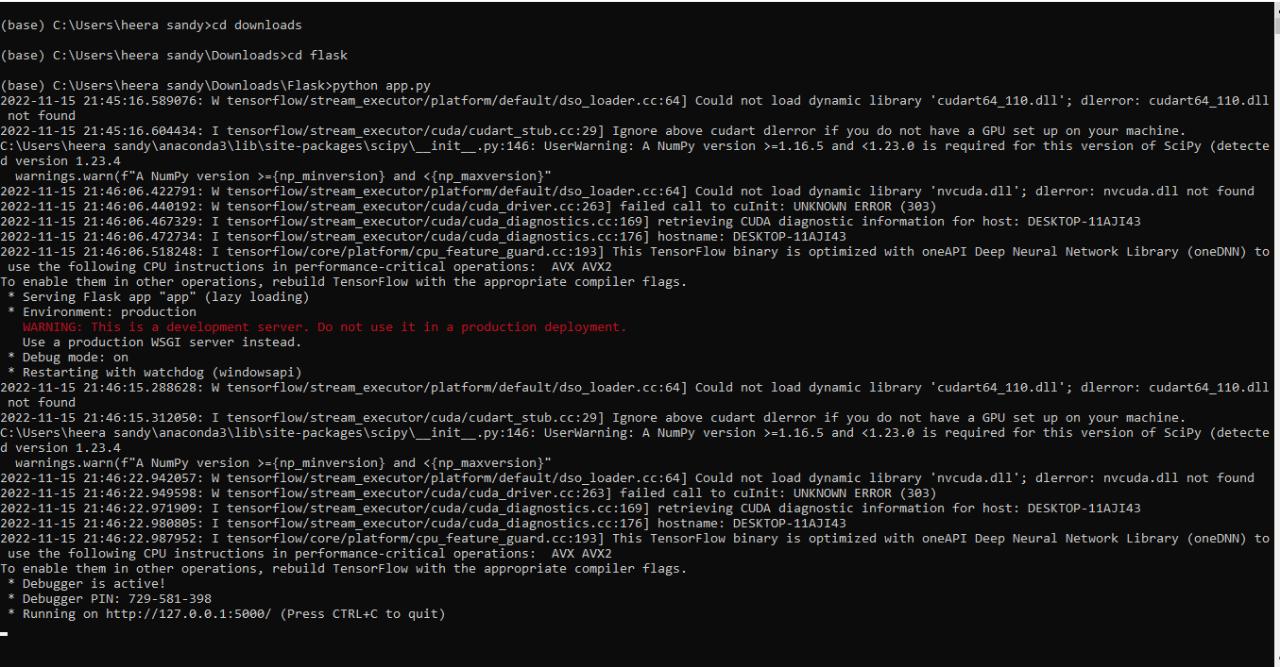 (base) C:\Users\heera sandy>cd downloads
(base) C:\Users\heera sandy\Downloads>cd flask
(base) C:\Users\heera sandy\Downloads\Flask>python app.py
2022-11-15 21:45:16.589076: W tensorflow/stream_executor/platform/default/dso_loader.cc:64] Could not load dynamic library 'cudart64_110.dll'; dlerror: cudart64_110.dll
not found
2022-11-15 21:45:16.604434: I tensorflow/stream_executor/cuda/cudart_stub.cc:29] Ignore above cudart dlerror if you do not have a GPU set up on your machine.
C:\Users\heera sandy\anaconda3\lib\site-packages\scipy\__init__.py:146: UserWarning: A NumPy version >=1.16.5 and <1.23.0 is required for this version of SciPy (detecte
d version 1.23.4
warnings.warn(f"A NumPy version >={np_minversion} and <{np_maxversion}"
2022-11-15 21:46:06.422791: W tensorflow/stream_executor/platform/default/dso_loader.cc:64] Could not load dynamic library 'nvcuda.dll'; dlerror: nvcuda.dll not found
2022-11-15 21:46:06.440192: W tensorflow/stream_executor/cuda/cuda_driver.cc:263] failed call to cuInit: UNKNOWN ERROR (303)
2022-11-15 21:46:06.467329: I tensorflow/stream_executor/cuda/cuda_diagnostics.cc:169] retrieving CUDA diagnostic information for host: DESKTOP-11AJI43
2022-11-15 21:46:06.472734: I tensorflow/stream_executor/cuda/cuda_diagnostics.cc:176] hostname: DESKTOP-11AJI43
2022-11-15 21:46:06.518248: I tensorflow/core/platform/cpu_feature_guard.cc:193] This TensorFlow binary is optimized with oneAPI Deep Neural Network Library (oneDNN) to
use the following CPU instructions in performance-critical operations:  AVX AVX2
To enable them in other operations, rebuild TensorFlow with the appropriate compiler flags.
* Serving Flask app "app" (lazy loading)
* Environment: production
WARNING: This is a development server. Do not use it in a production deployment.
Use a production WSGI server instead.
* Debug mode: on
* Restarting with watchdog (windowsapi)
2022-11-15 21:46:15.288628: W tensorflow/stream_executor/platform/default/dso_loader.cc:64] Could not load dynamic library 'cudart64_110.dll'; dlerror: cudart64_110.dll
not found
2022-11-15 21:46:15.312050: I tensorflow/stream_executor/cuda/cudart_stub.cc:29] Ignore above cudart dlerror if you do not have a GPU set up on your machine.
C:\Users\heera sandy\anaconda3\lib\site-packages\scipy\__init__.py:146: UserWarning: A NumPy version >=1.16.5 and <1.23.0 is required for this version of SciPy (detecte
d version 1.23.4
warnings.warn(f"A NumPy version >={np_minversion} and <{np_maxversion}"
2022-11-15 21:46:22.942057: W tensorflow/stream_executor/platform/default/dso_loader.cc:64] Could not load dynamic library 'nvcuda.dll'; dlerror: nvcuda.dll not found
2022-11-15 21:46:22.949598: W tensorflow/stream_executor/cuda/cuda_driver.cc:263] failed call to cuInit: UNKNOWN ERROR (303)
2022-11-15 21:46:22.971909: I tensorflow/stream_executor/cuda/cuda_diagnostics.cc:169] retrieving CUDA diagnostic information for host: DESKTOP-11AJI43
2022-11-15 21:46:22.980805: I tensorflow/stream_executor/cuda/cuda_diagnostics.cc:176] hostname: DESKTOP-11AJI43
2022-11-15 21:46:22.987952: I tensorflow/core/platform/cpu_feature_guard.cc:193] This TensorFlow binary is optimized with oneAPI Deep Neural Network Library (oneDNN) to
use the following CPU instructions in performance-critical operations:  AVX AVX2
To enable them in other operations, rebuild TensorFlow with the appropriate compiler flags.
* Debugger is active!
* Debugger PIN: 729-581-398
* Running on http://127.0.0.1:5000/ (Press CTRL+C to quit)